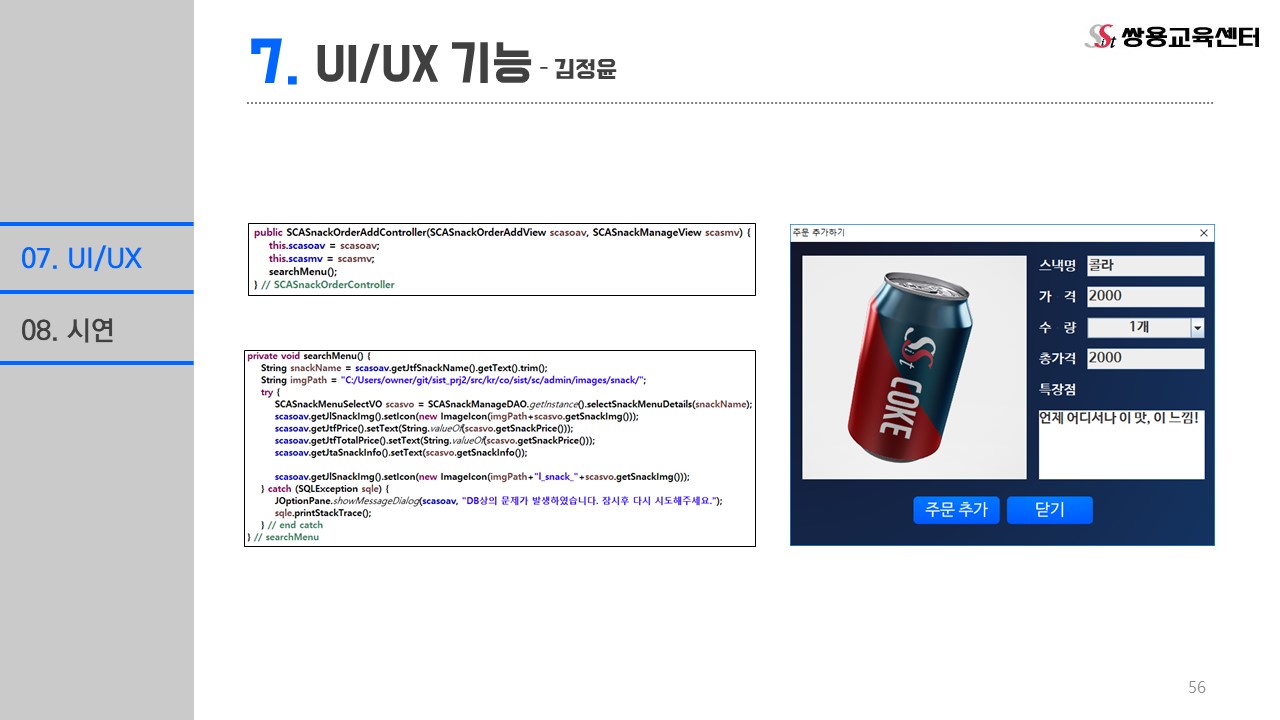 7. UI/UX 기능 - 김정윤
Sist 쌍용교육센터
07. UI/UX
08. 시연
public SCASnackOrderAddController(SCASnackOrderAddView scasoav, SCASnackManageView scasmv) {
this.scasoav = scasoav;
this.scasmv = scasmv;
searchMenu();
} // SCASnackOrderController
private void searchMenu() {
String snackName = scasoav.getJtfSnackName().getText().trim();
String imgPath = "C:/Users/owner/git/sist_prj2/src/kr/co/sist/sc/admin/images/snack/";
try {
SCASnackMenuSelectVO scasvo = SCASnackManageDAO.getInstance().selectSnackMenuDetails(snackName);
scasoav.getJlSnackImg().setIcon(new ImageIcon(imgPath+scasvo.getSnackImg()));
scasoav.getJtfPrice().setText(String.valueOf(scasvo.getSnackPrice()));
scasoav.getJtfTotalPrice().setText(String.valueOf(scasvo.getSnackPrice()));
scasoav.getJtaSnackInfo().setText(scasvo.getSnackInfo());
scasoav.getJlSnackImg().setIcon(new ImageIcon(imgPath+"l_snack_"+scasvo.getSnackImg()));
} catch (SQLException sqle) {
JOptionPane.showMessageDialog(scasoav, "DB상의 문제가 발생하였습니다. 잠시후 다시 시도해주세요.");
sqle.printStackTrace();
} // end catch
} // searchMenu
주문 추가하기
Sist COKE
스낵명 콜라
가 격 2000
수 량 1개
총가격 2000
특장점
언제 어디서나 이 맛, 이 느낌!
주문 추가 닫기
56